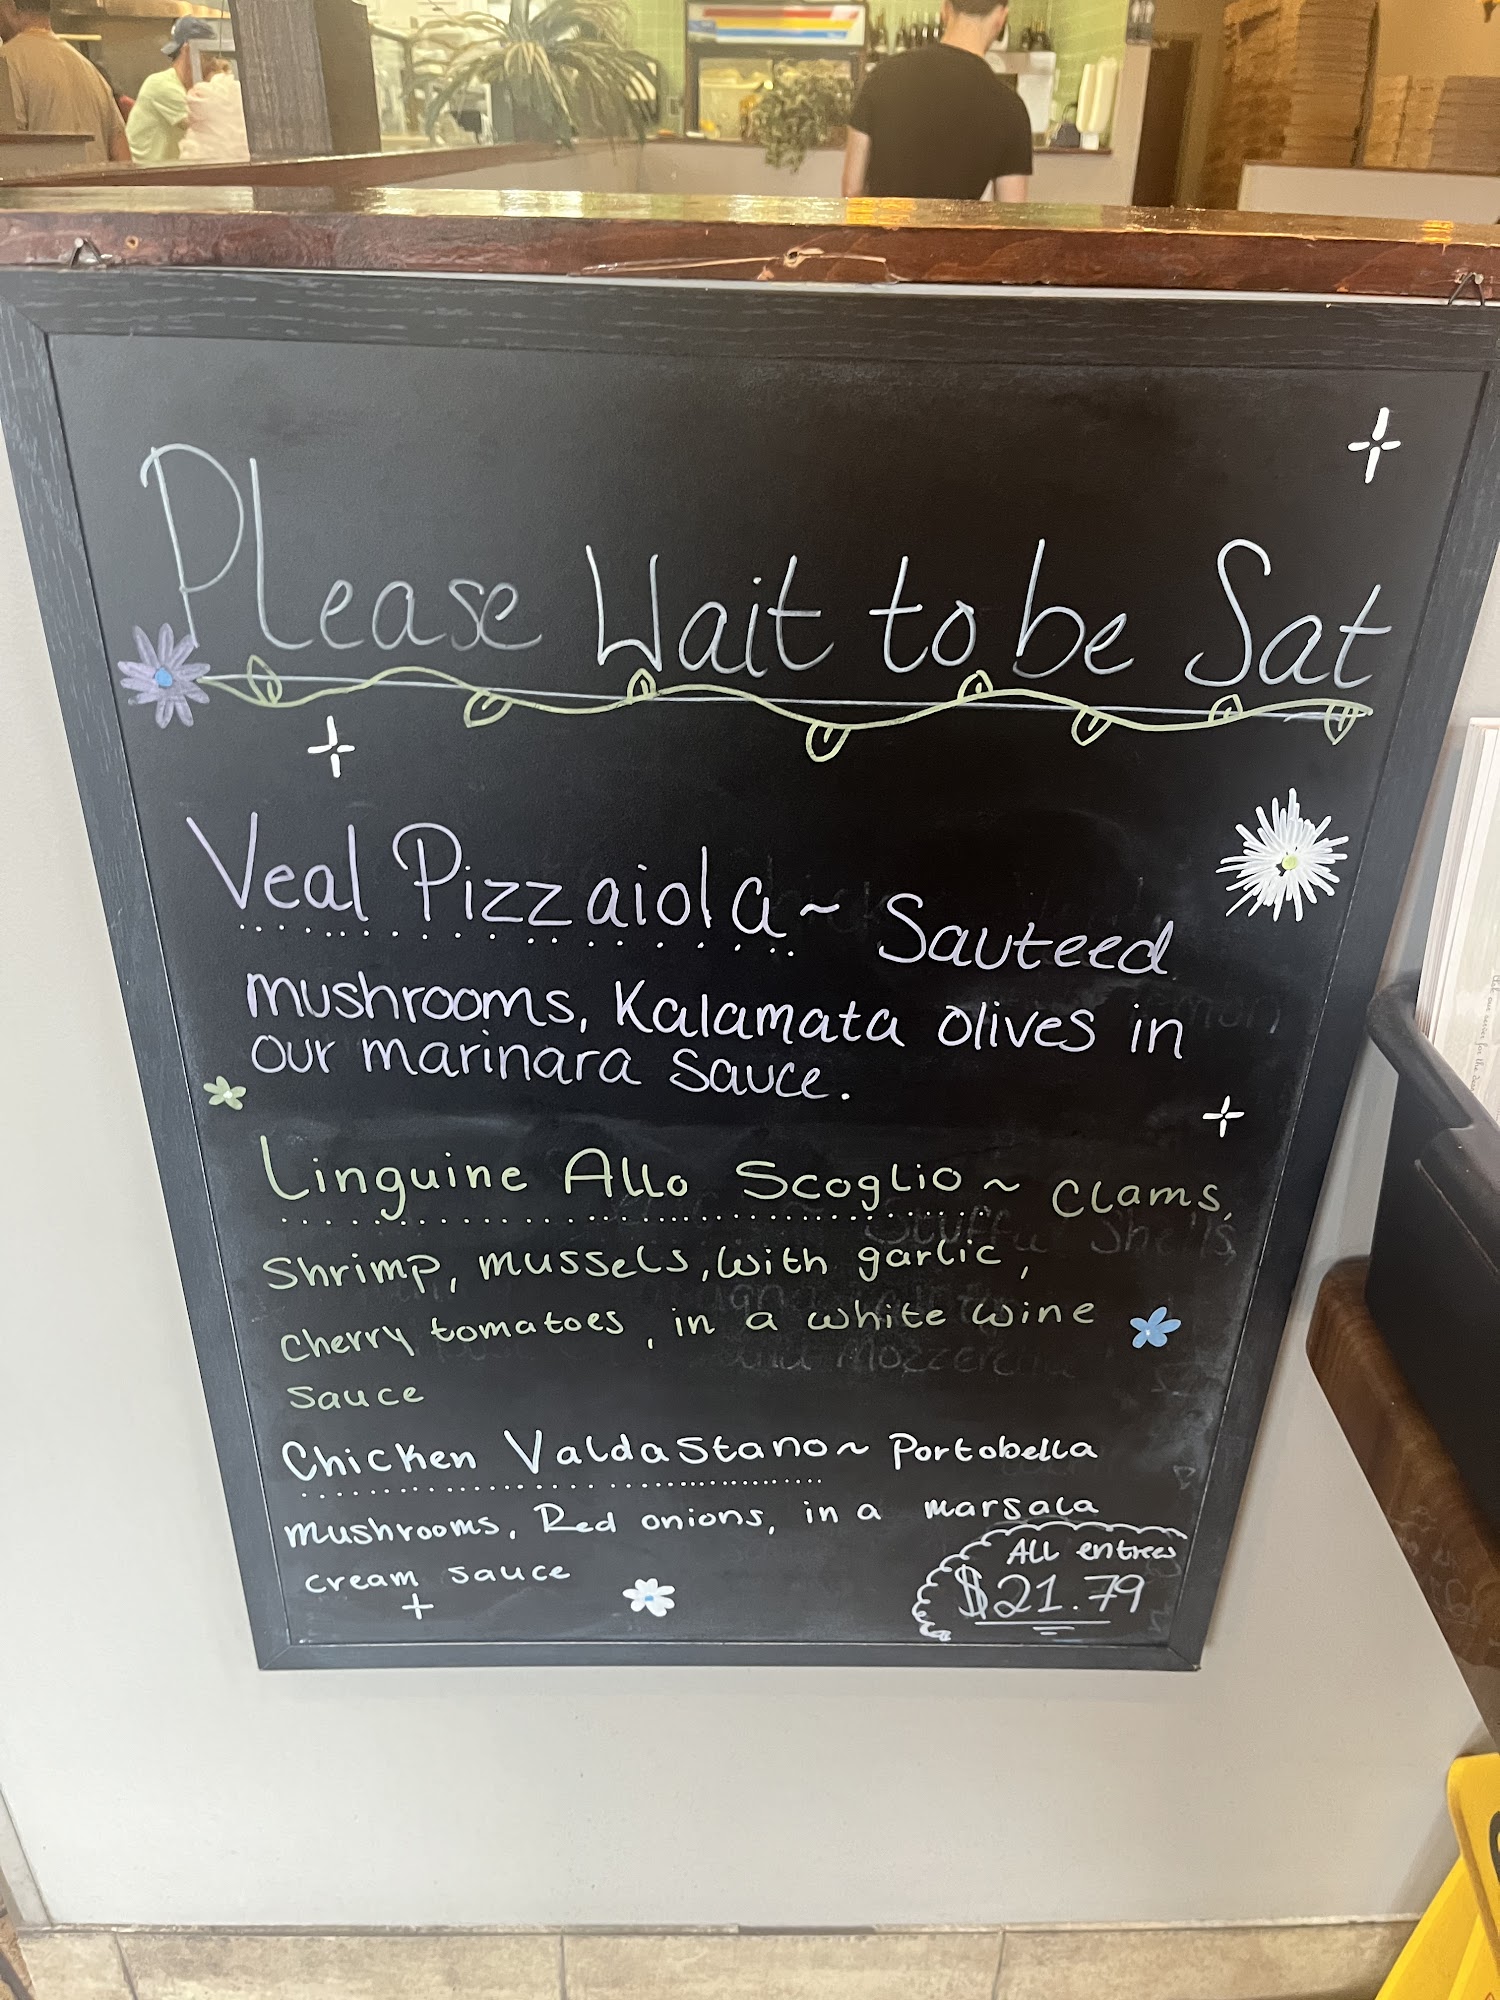 Please Wait to be Sat
Veal Pizzaiola ~ Sauteed
mushrooms, Kalamata olives in
our marinara sauce.
Linguine Allo Scoglio ~ Clams,
Shrimp, mussels, with garlic,
cherry tomatoes, in a white wine
sauce
Chicken Valdastano ~ Portobella
mushrooms, Red onions, in a marsala
cream sauce
ALL entrees
$21.79